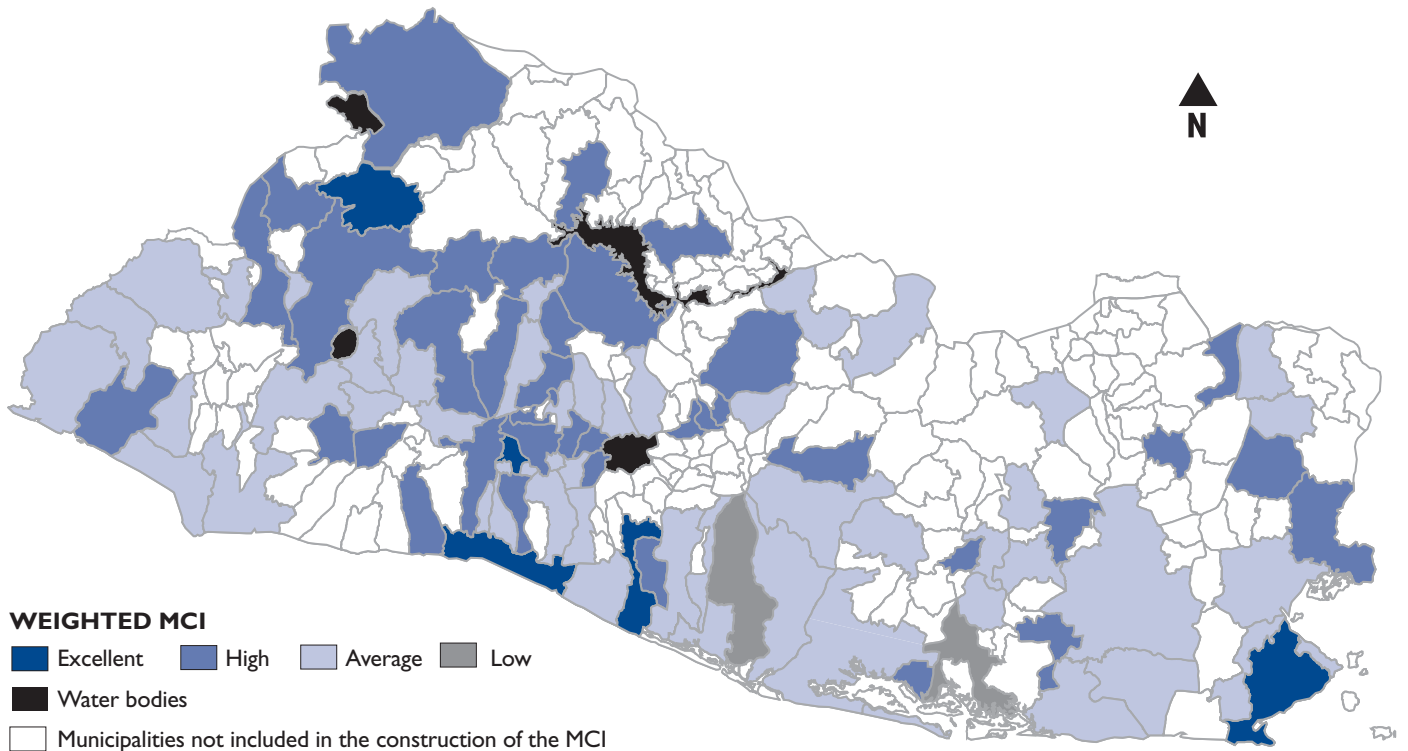 N
WEIGHTED MCI
Excellent High Average Low
Water bodies
Municipalities not included in the construction of the MCI